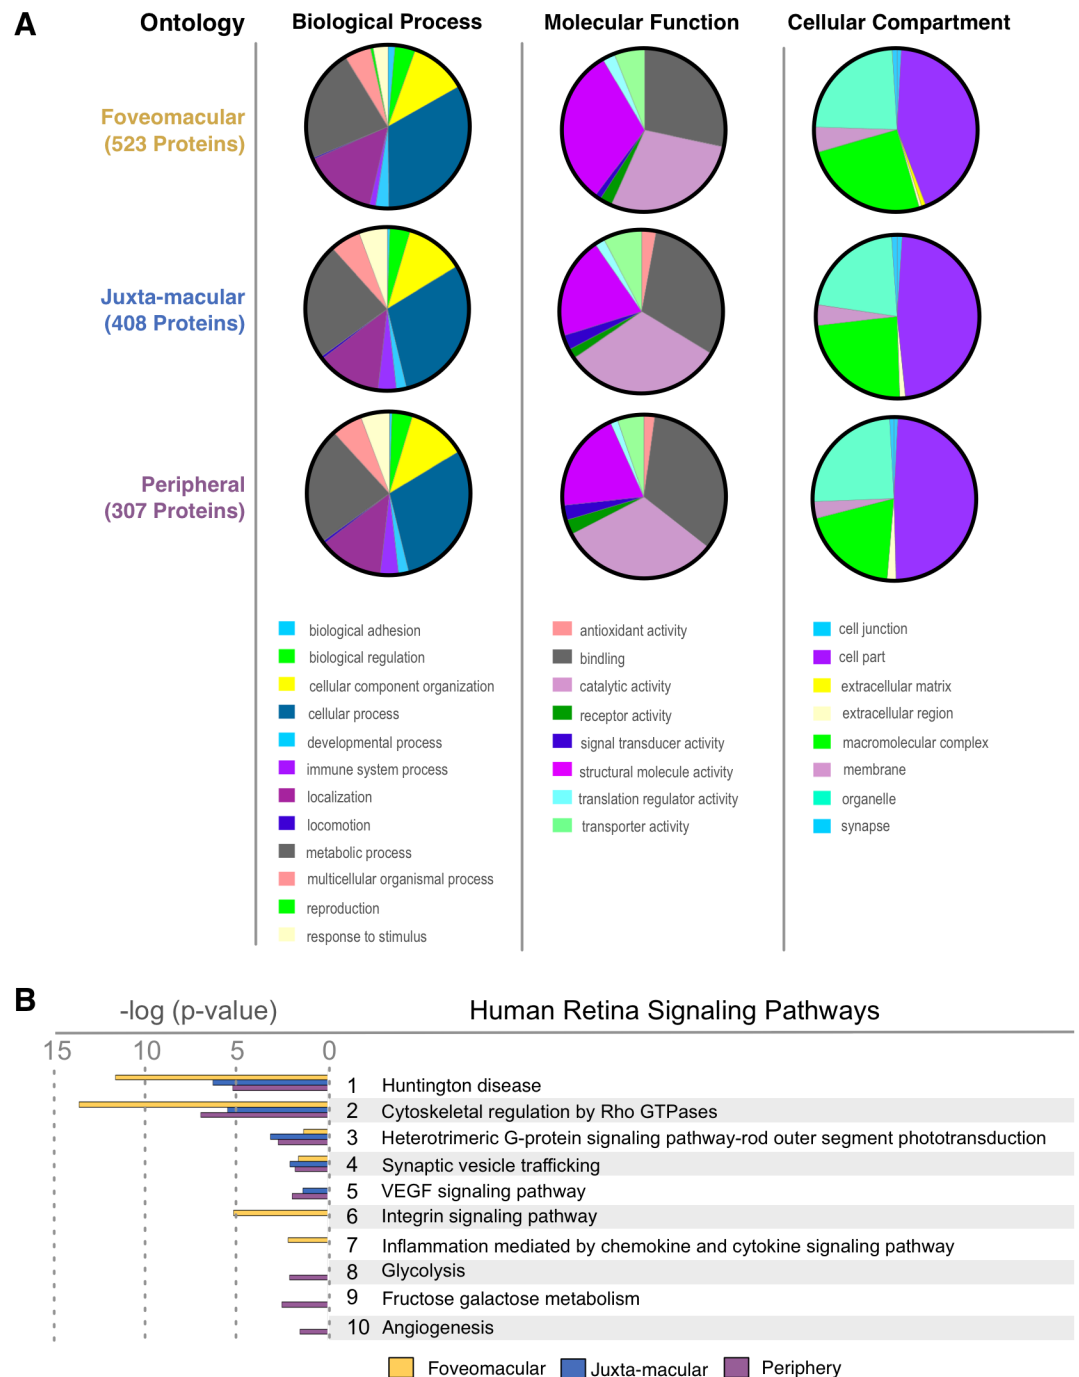 A
Ontology
Biological Process
Molecular Function
Cellular Compartment
Foveomacular
(523 Proteins)
Juxta-macular
(408 Proteins)
Peripheral
(307 Proteins)
biological adhesion
biological regulation
cellular component organization
cellular process
developmental process
immune system process
localization
locomotion
metabolic process
multicellular organismal process
reproduction
response to stimulus
antioxidant activity
bindling
catalytic activity
receptor activity
signal transducer activity
structural molecule activity
translation regulator activity
transporter activity
cell junction
cell part
extracellular matrix
extracellular region
macromolecular complex
membrane
organelle
synapse
B
-log (p-value)
Human Retina Signaling Pathways
15 10 5 0
1 Huntington disease
2 Cytoskeletal regulation by Rho GTPases
3 Heterotrimeric G-protein signaling pathway-rod outer segment phototransduction
4 Synaptic vesicle trafficking
5 VEGF signaling pathway
6 Integrin signaling pathway
7 Inflammation mediated by chemokine and cytokine signaling pathway
8 Glycolysis
9 Fructose galactose metabolism
10 Angiogenesis
Foveomacular Juxta-macular Periphery